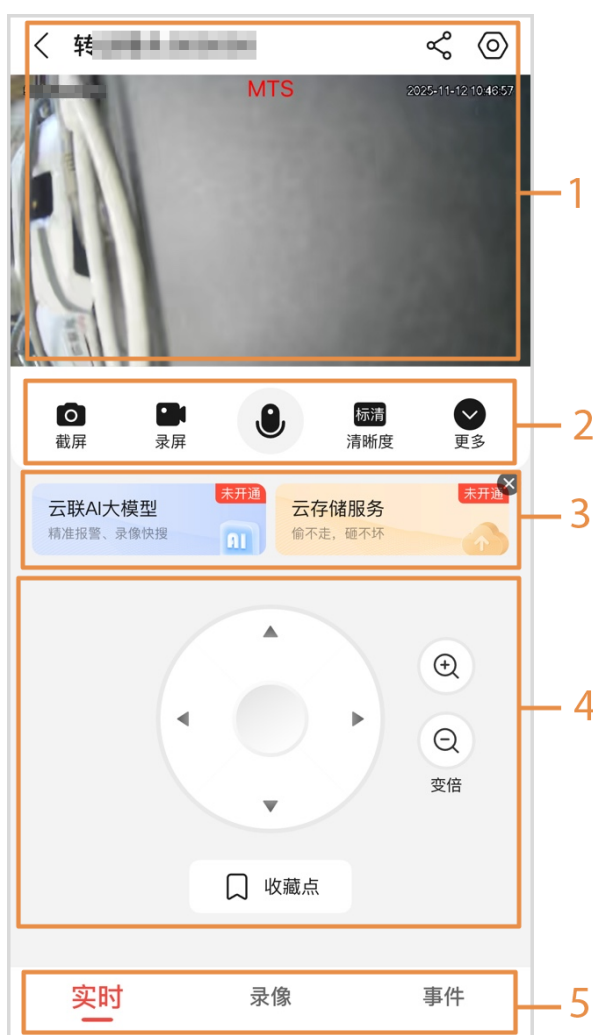 转
MTS
2025-11-12 10:46:57
1
截屏
录屏
标清
清晰度
更多
2
云联AI大模型
未开通
精准报警、录像快搜
AI
云存储服务
未开通
偷不走，砸不坏
3
变倍
4
收藏点
实时
录像
事件
5